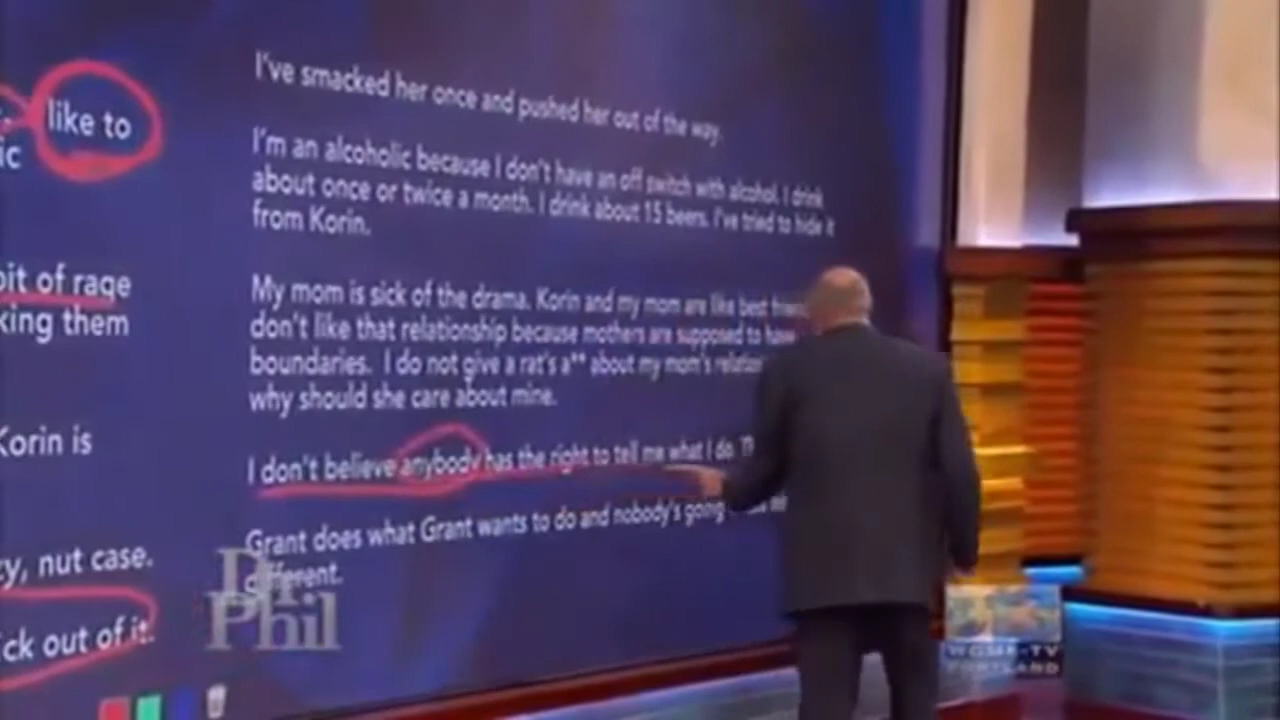 like to
ic
bit of rage
king them
Korin is
nut case.
ck out of it.
I've smacked her once and pushed her out of the way.
I'm an alcoholic because I don't have an off switch with alcohol. I drink
about once or twice a month. I drink about 15 beers. I've tried to hide it
from Korin.
My mom is sick of the drama. Korin and my mom are like best
don't like that relationship because mothers are supposed to have
boundaries. I do not give a rat's a** about my mom's
why should she care about mine.
I don't believe anybody has the right to tell me what I do.
Grant does what Grant wants to do and nobody's going
different.
Dr.
Phil
WGME-TV
PORTLAND